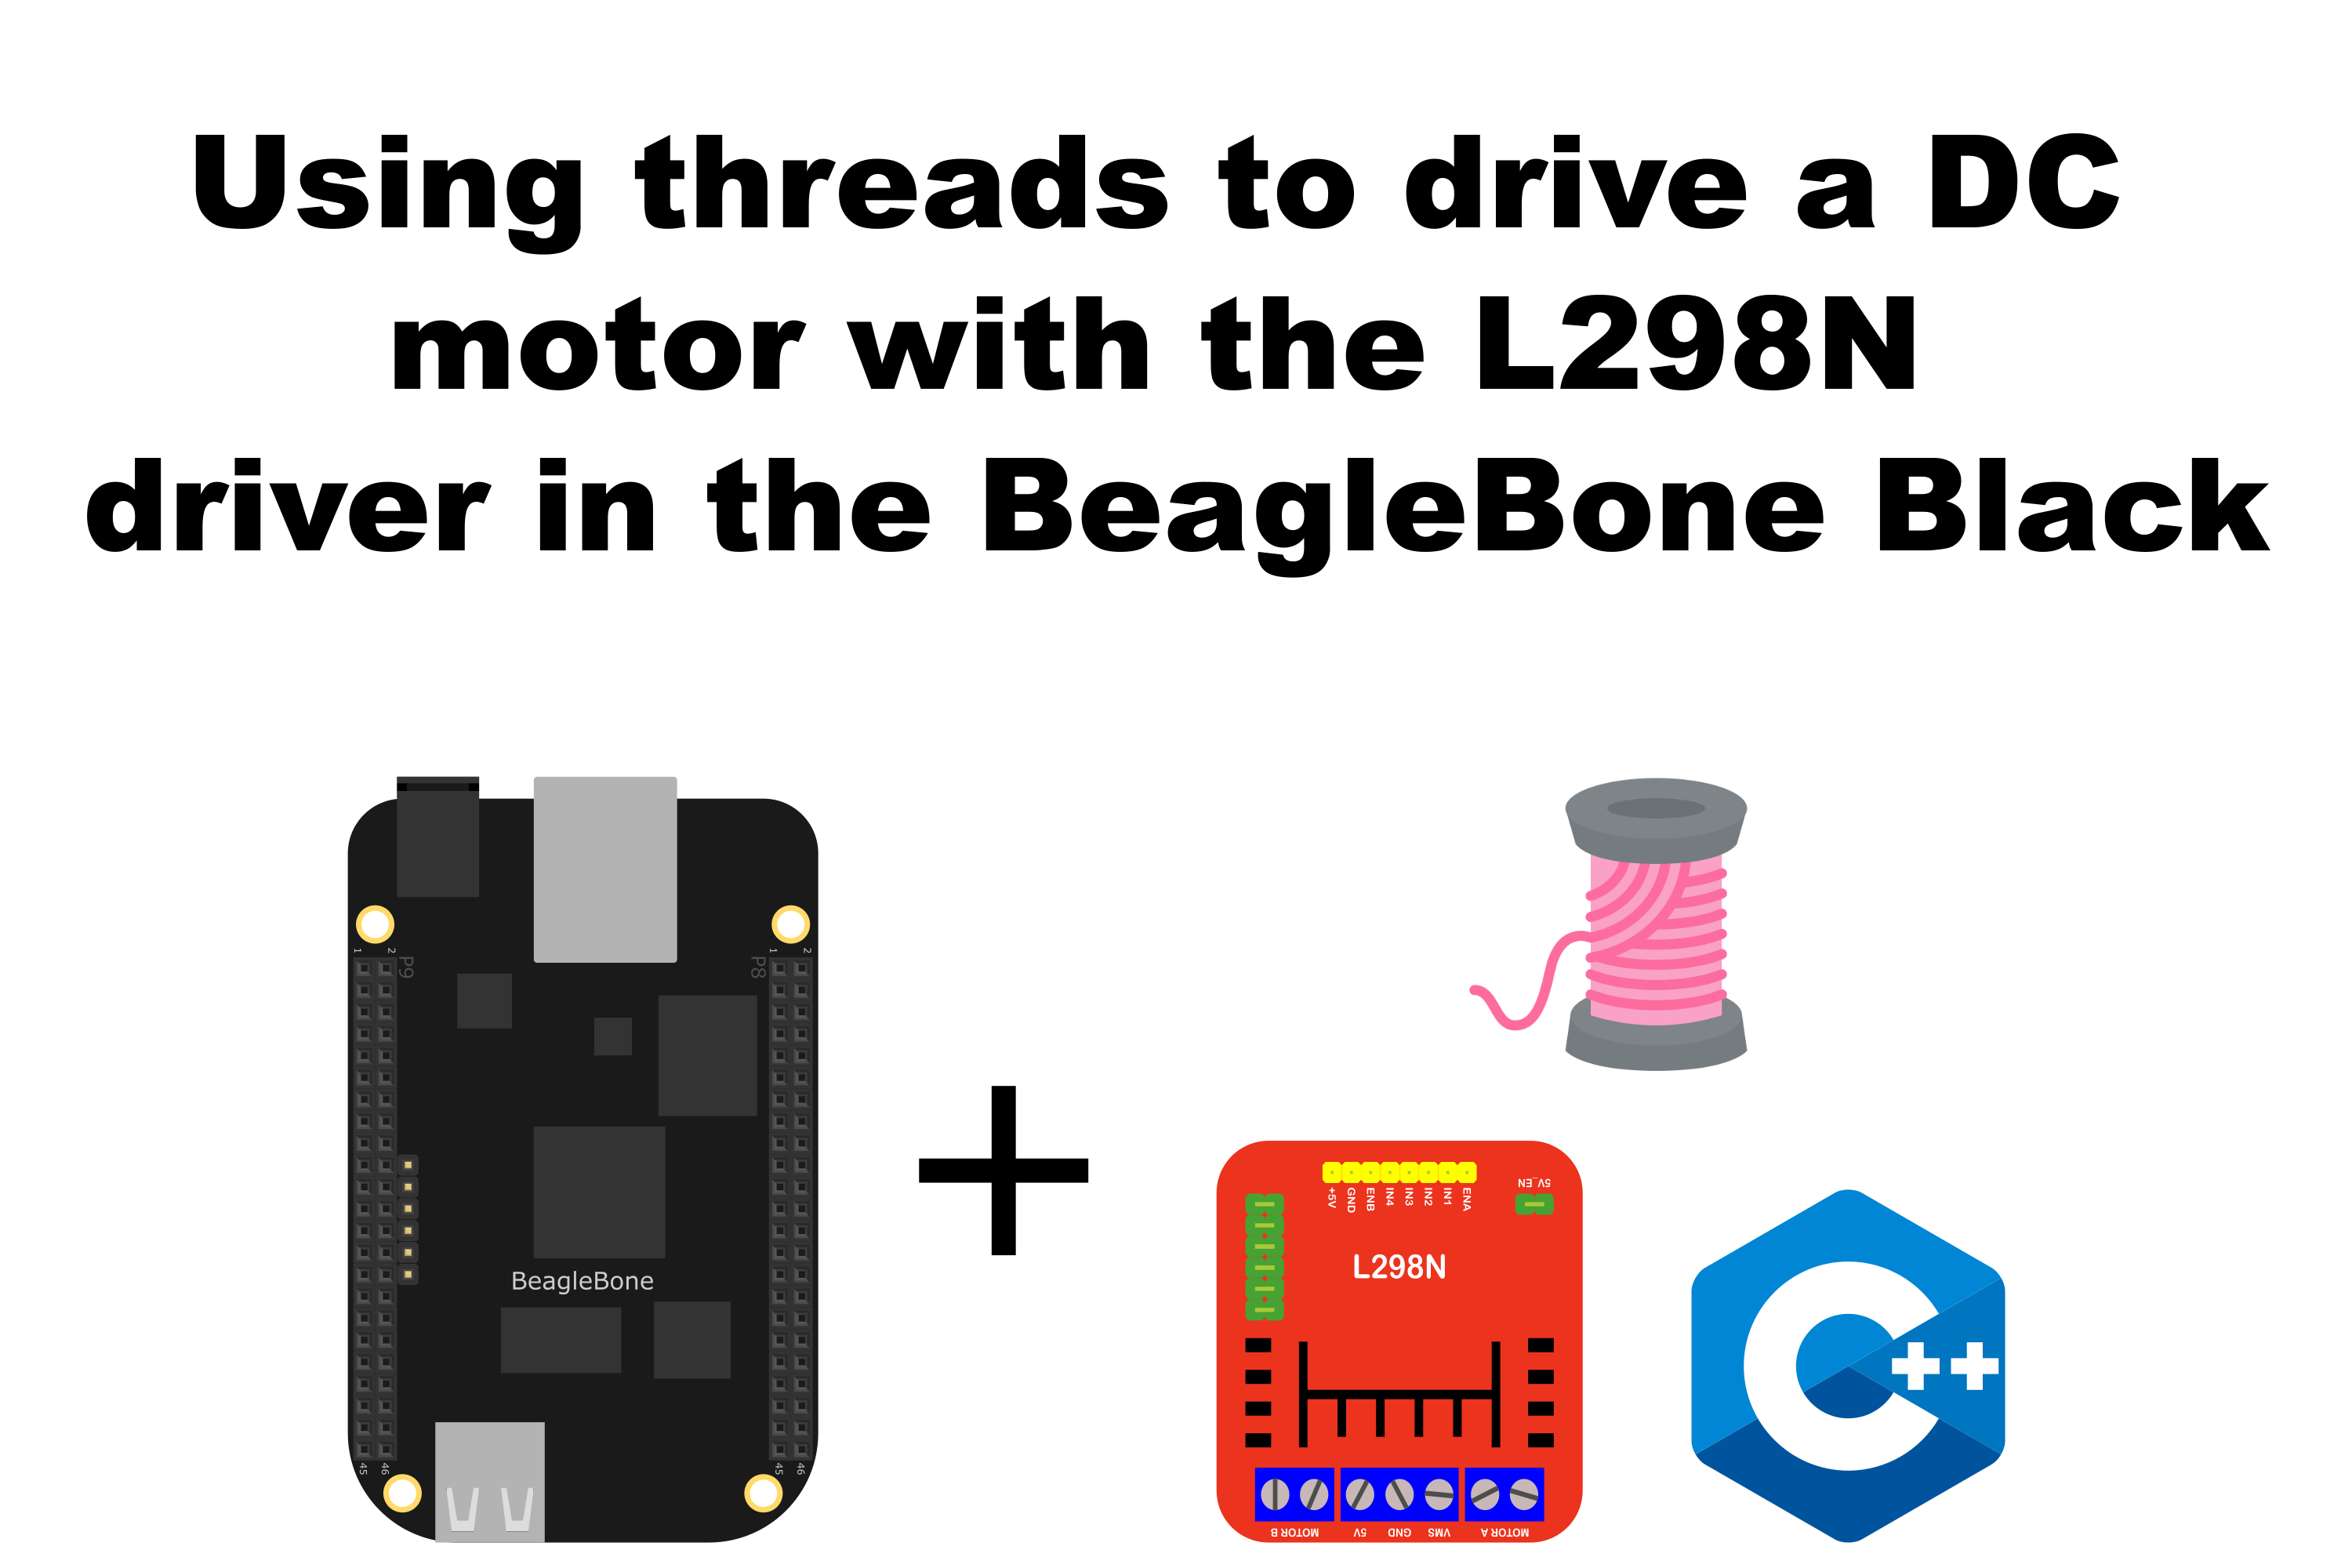 Using threads to drive a DC
motor with the L298N
driver in the BeagleBone Black
1 2
P9
1 2
P8
BeagleBone
45 46
45 46
+5V
GND
ENB
IN4
IN3
IN2
IN1
ENA
5V_EN
L298N
MOTOR B
5V
GND
VMS
MOTOR A
C++